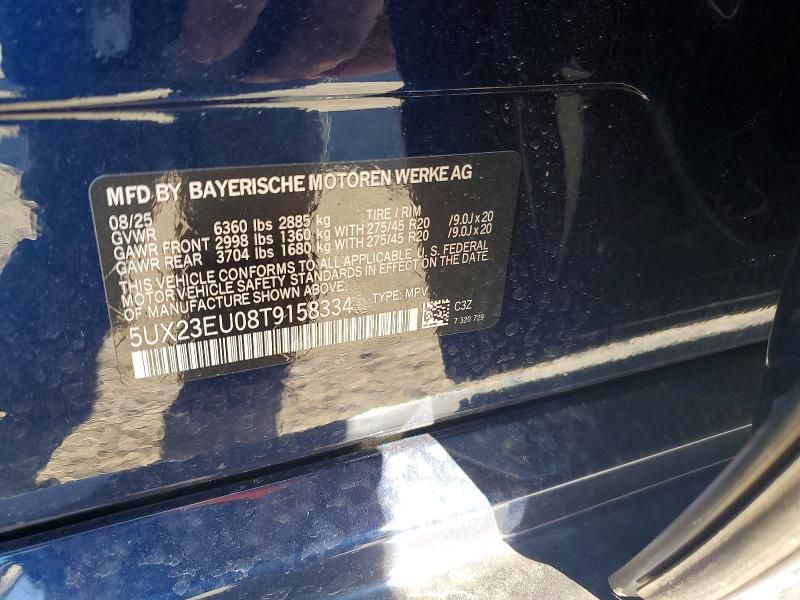 MFD BY BAYERISCHE MOTOREN WERKE AG
08/25 TIRE / RIM
GVWR 6360 lbs 2885 kg
GAWR FRONT 2998 lbs 1360 kg WITH 275/45 R20 /9.0J x 20
GAWR REAR 3704 lbs 1680 kg WITH 275/45 R20 /9.0J x 20
THIS VEHICLE CONFORMS TO ALL APPLICABLE U.S. FEDERAL
MOTOR VEHICLE SAFETY STANDARDS IN EFFECT ON THE DATE
OF MANUFACTURE SHOWN ABOVE.
5UX23EU08T9158334 TYPE: MPV
C3Z
7 320 729